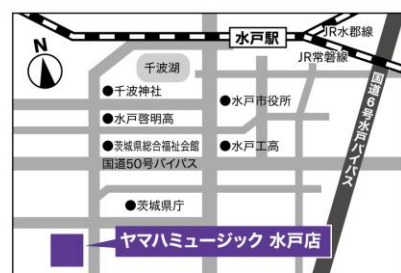 N
水戸駅
JR水郡線
JR常磐線
千波湖
●千波神社
●水戸市役所
●水戸啓明高
●茨城県総合福祉会館
●水戸工高
国道50号バイパス
国道6号水戸バイパス
●茨城県庁
ヤマハミュージック 水戸店